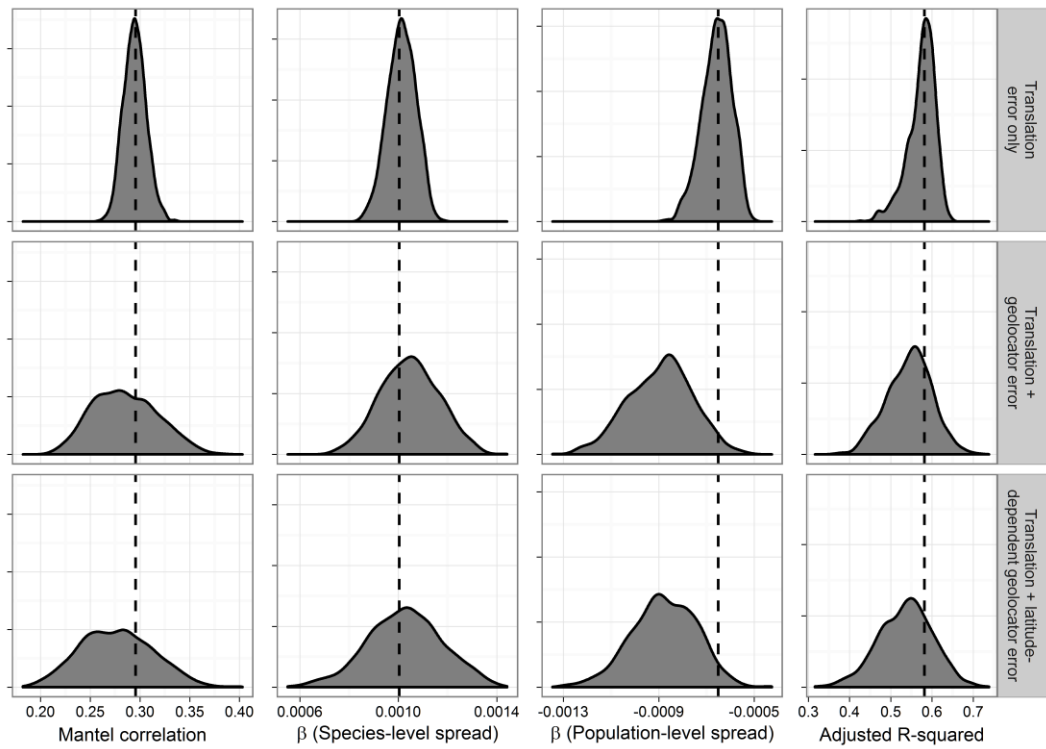 Translation
error only
Translation +
geolocator error
Translation + latitude-
dependent geolocator error
0.20 0.25 0.30 0.35 0.40
0.0006 0.0010 0.0014
-0.0013 -0.0009 -0.0005
0.3 0.4 0.5 0.6 0.7
Mantel correlation
β (Species-level spread)
β (Population-level spread)
Adjusted R-squared